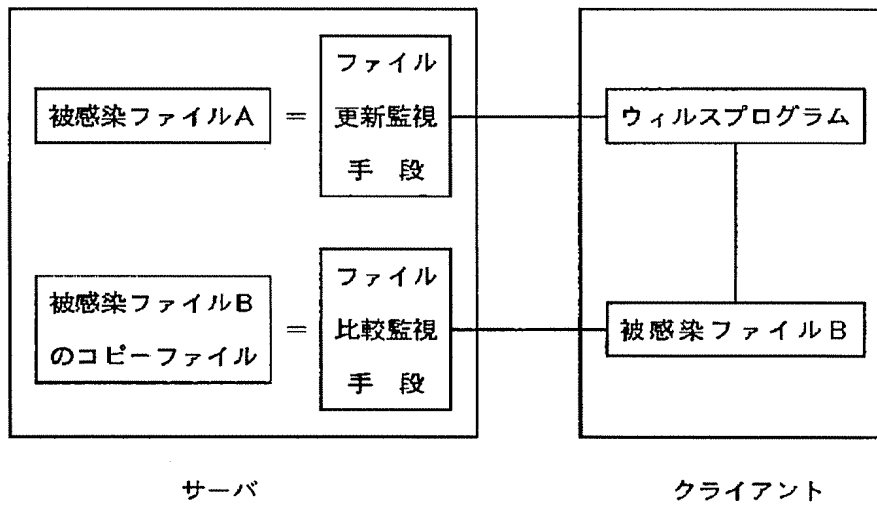 被感染ファイルA
=
ファイル
更新監視
手段
ウィルスプログラム
被感染ファイルB
のコピーファイル
=
ファイル
比較監視
手段
被感染ファイルB
サーバ
クライアント